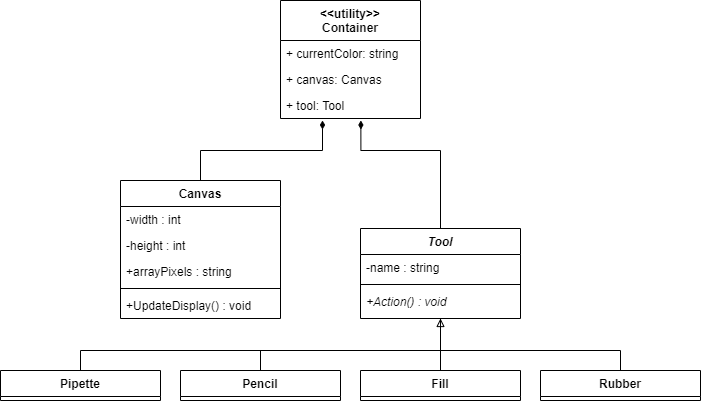 <<utility>>
Container
+ currentColor: string
+ canvas: Canvas
+ tool: Tool
Canvas
-width : int
-height : int
+arrayPixels : string
+UpdateDisplay() : void
Tool
-name : string
+Action() : void
Pipette
Pencil
Fill
Rubber